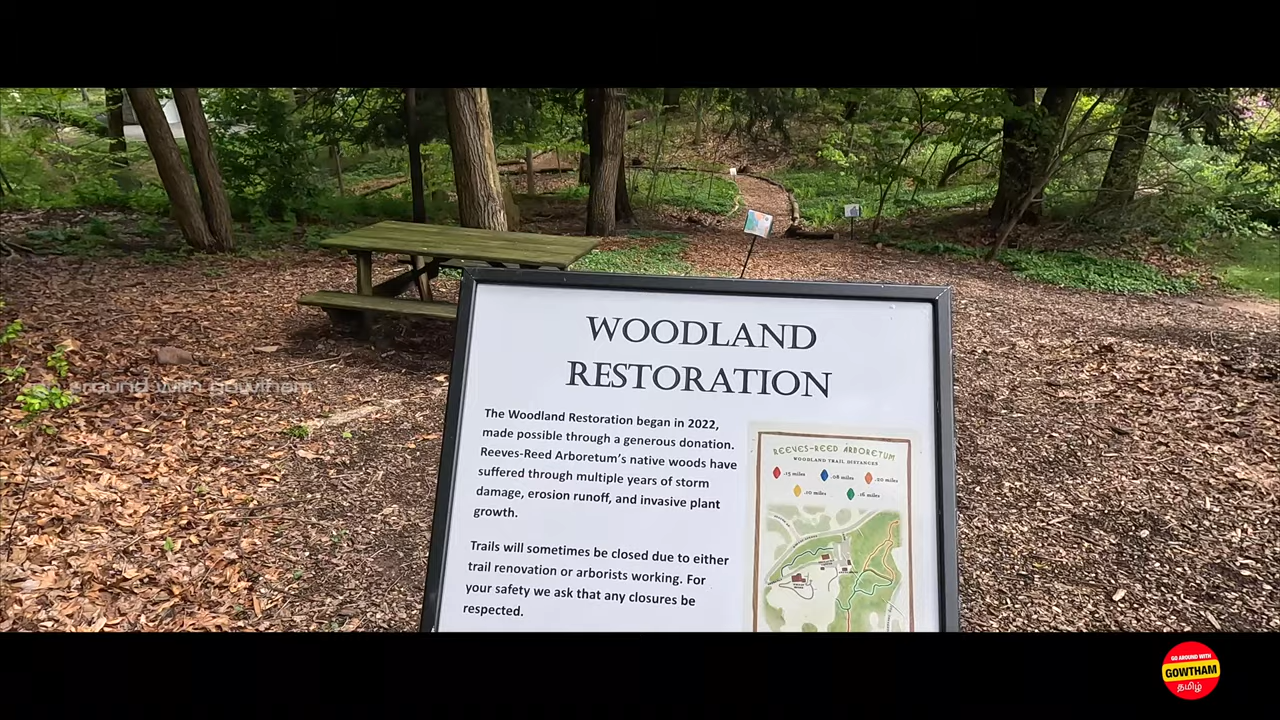 WOODLAND
RESTORATION
The Woodland Restoration began in 2022,
made possible through a generous donation.
Reeves-Reed Arboretum's native woods have
suffered through multiple years of storm
damage, erosion runoff, and invasive plant
growth.
Trails will sometimes be closed due to either
trail renovation or arborists working. For
your safety we ask that any closures be
respected.
REEVES-REED ARBORETUM
WOODLAND TRAIL DISTANCES
.15 miles
.08 miles
.20 miles
.10 miles
.16 miles
go around with gowtham
GO AROUND WITH
GOWTHAM
தமிழ்